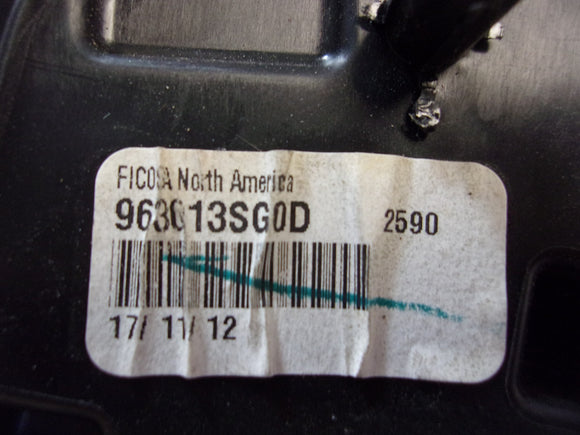 FICOSA North America
963013SG0D 2590
17/ 11/ 12